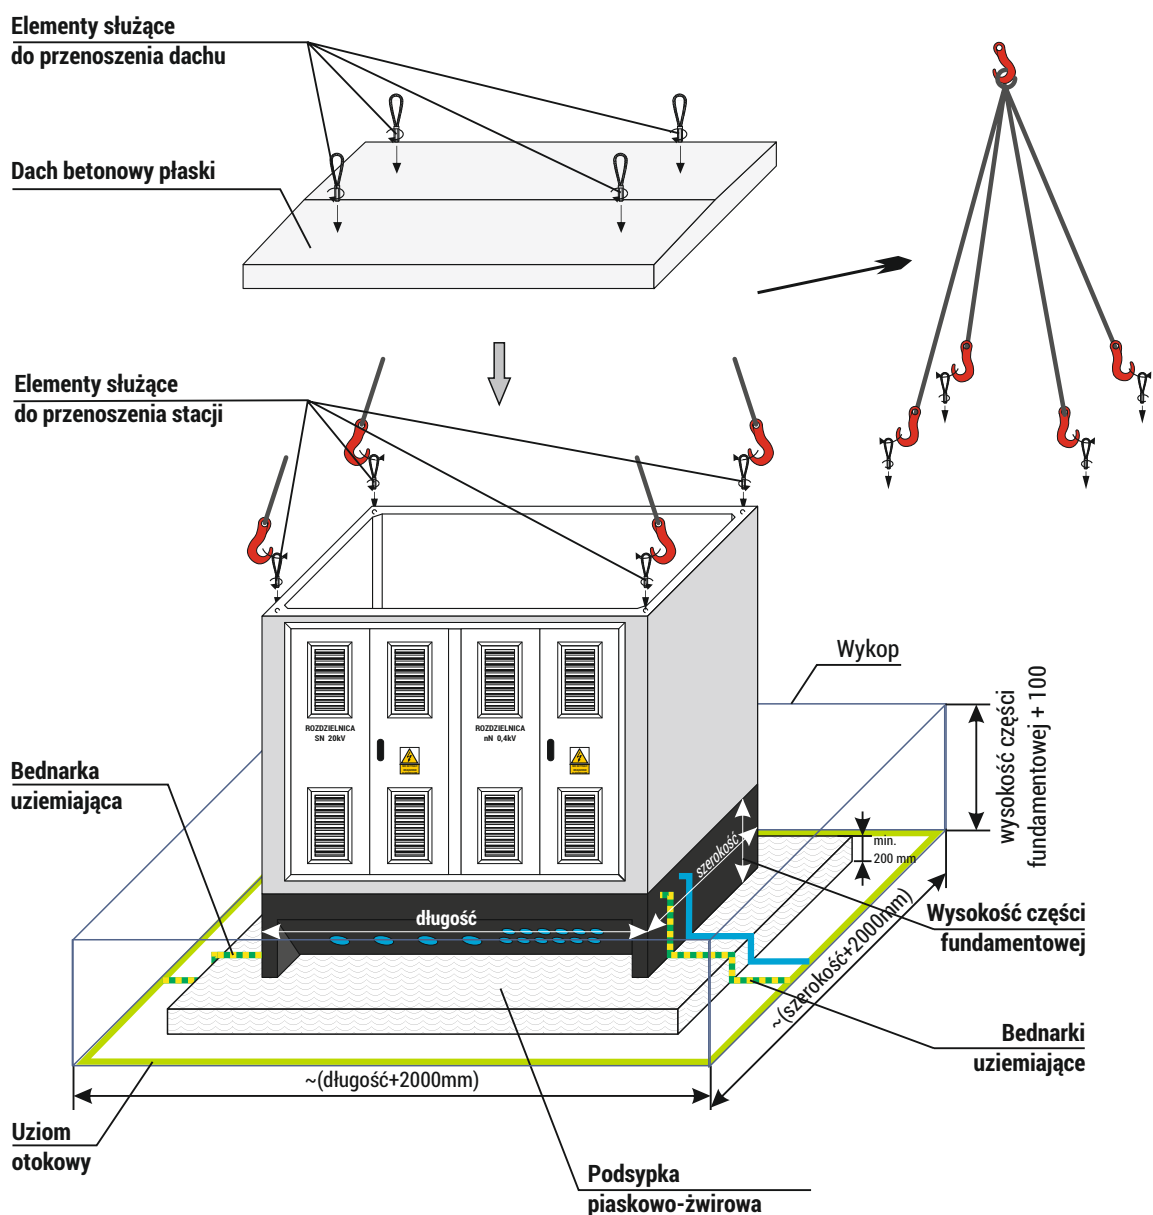 Elementy służące
do przenoszenia dachu
Dach betonowy płaski
Elementy służące
do przenoszenia stacji
Wykop
wysokość części
fundamentowej + 100
ROZDZIELNICA
SN 20kV
ROZDZIELNICA
nN 0,4kV
Bednarka
uziemiająca
szerokość
min.
200 mm
długość
Wysokość części
fundamentowej
~(szerokość+2000mm)
Bednarki
uziemiające
~(długość+2000mm)
Uziom
otokowy
Podsypka
piaskowo-żwirowa